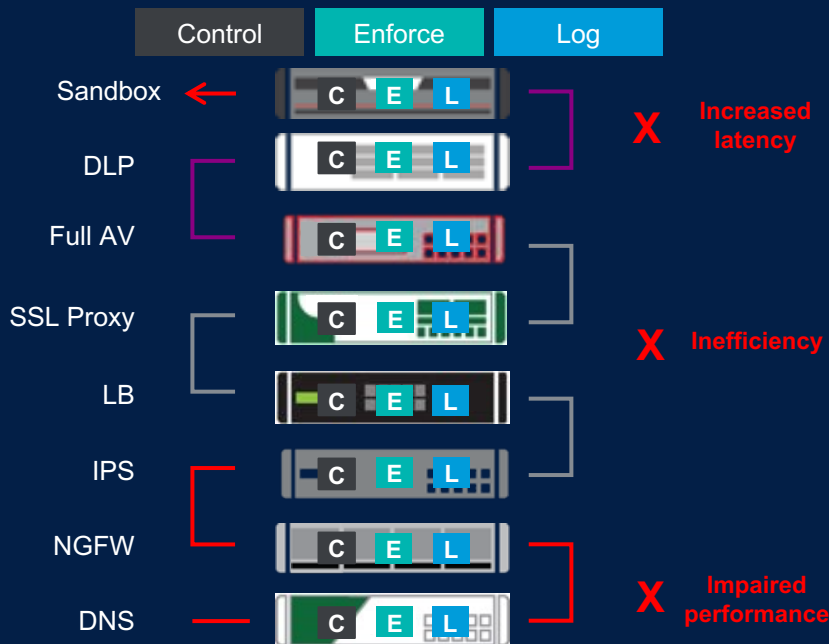 Control Enforce Log
Sandbox C E L
X Increased latency
DLP C E L
Full AV C E L
SSL Proxy C E L
X Inefficiency
LB C E L
IPS C E L
NGFW C E L
X Impaired performance
DNS C E L